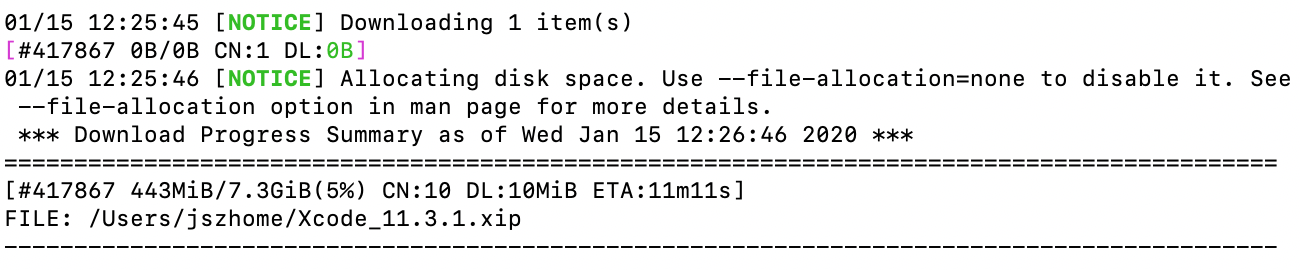 01/15 12:25:45 [NOTICE] Downloading 1 item(s)
[#417867 0B/0B CN:1 DL:0B]
01/15 12:25:46 [NOTICE] Allocating disk space. Use --file-allocation=none to disable it. See
 --file-allocation option in man page for more details.
 *** Download Progress Summary as of Wed Jan 15 12:26:46 2020 ***
===========================================================================================
[#417867 443MiB/7.3GiB(5%) CN:10 DL:10MiB ETA:11m11s]
FILE: /Users/jszhome/Xcode_11.3.1.xip
-------------------------------------------------------------------------------------------